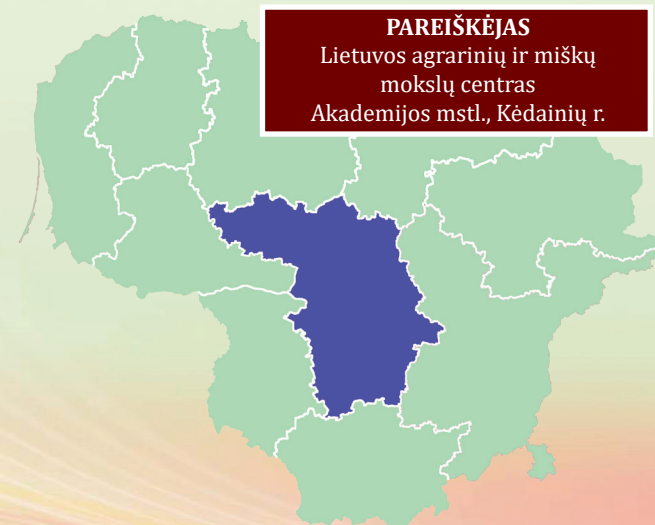 PAREIŠKĖJAS
Lietuvos agrarinių ir miškų
mokslų centras
Akademijos mstl., Kėdainių r.